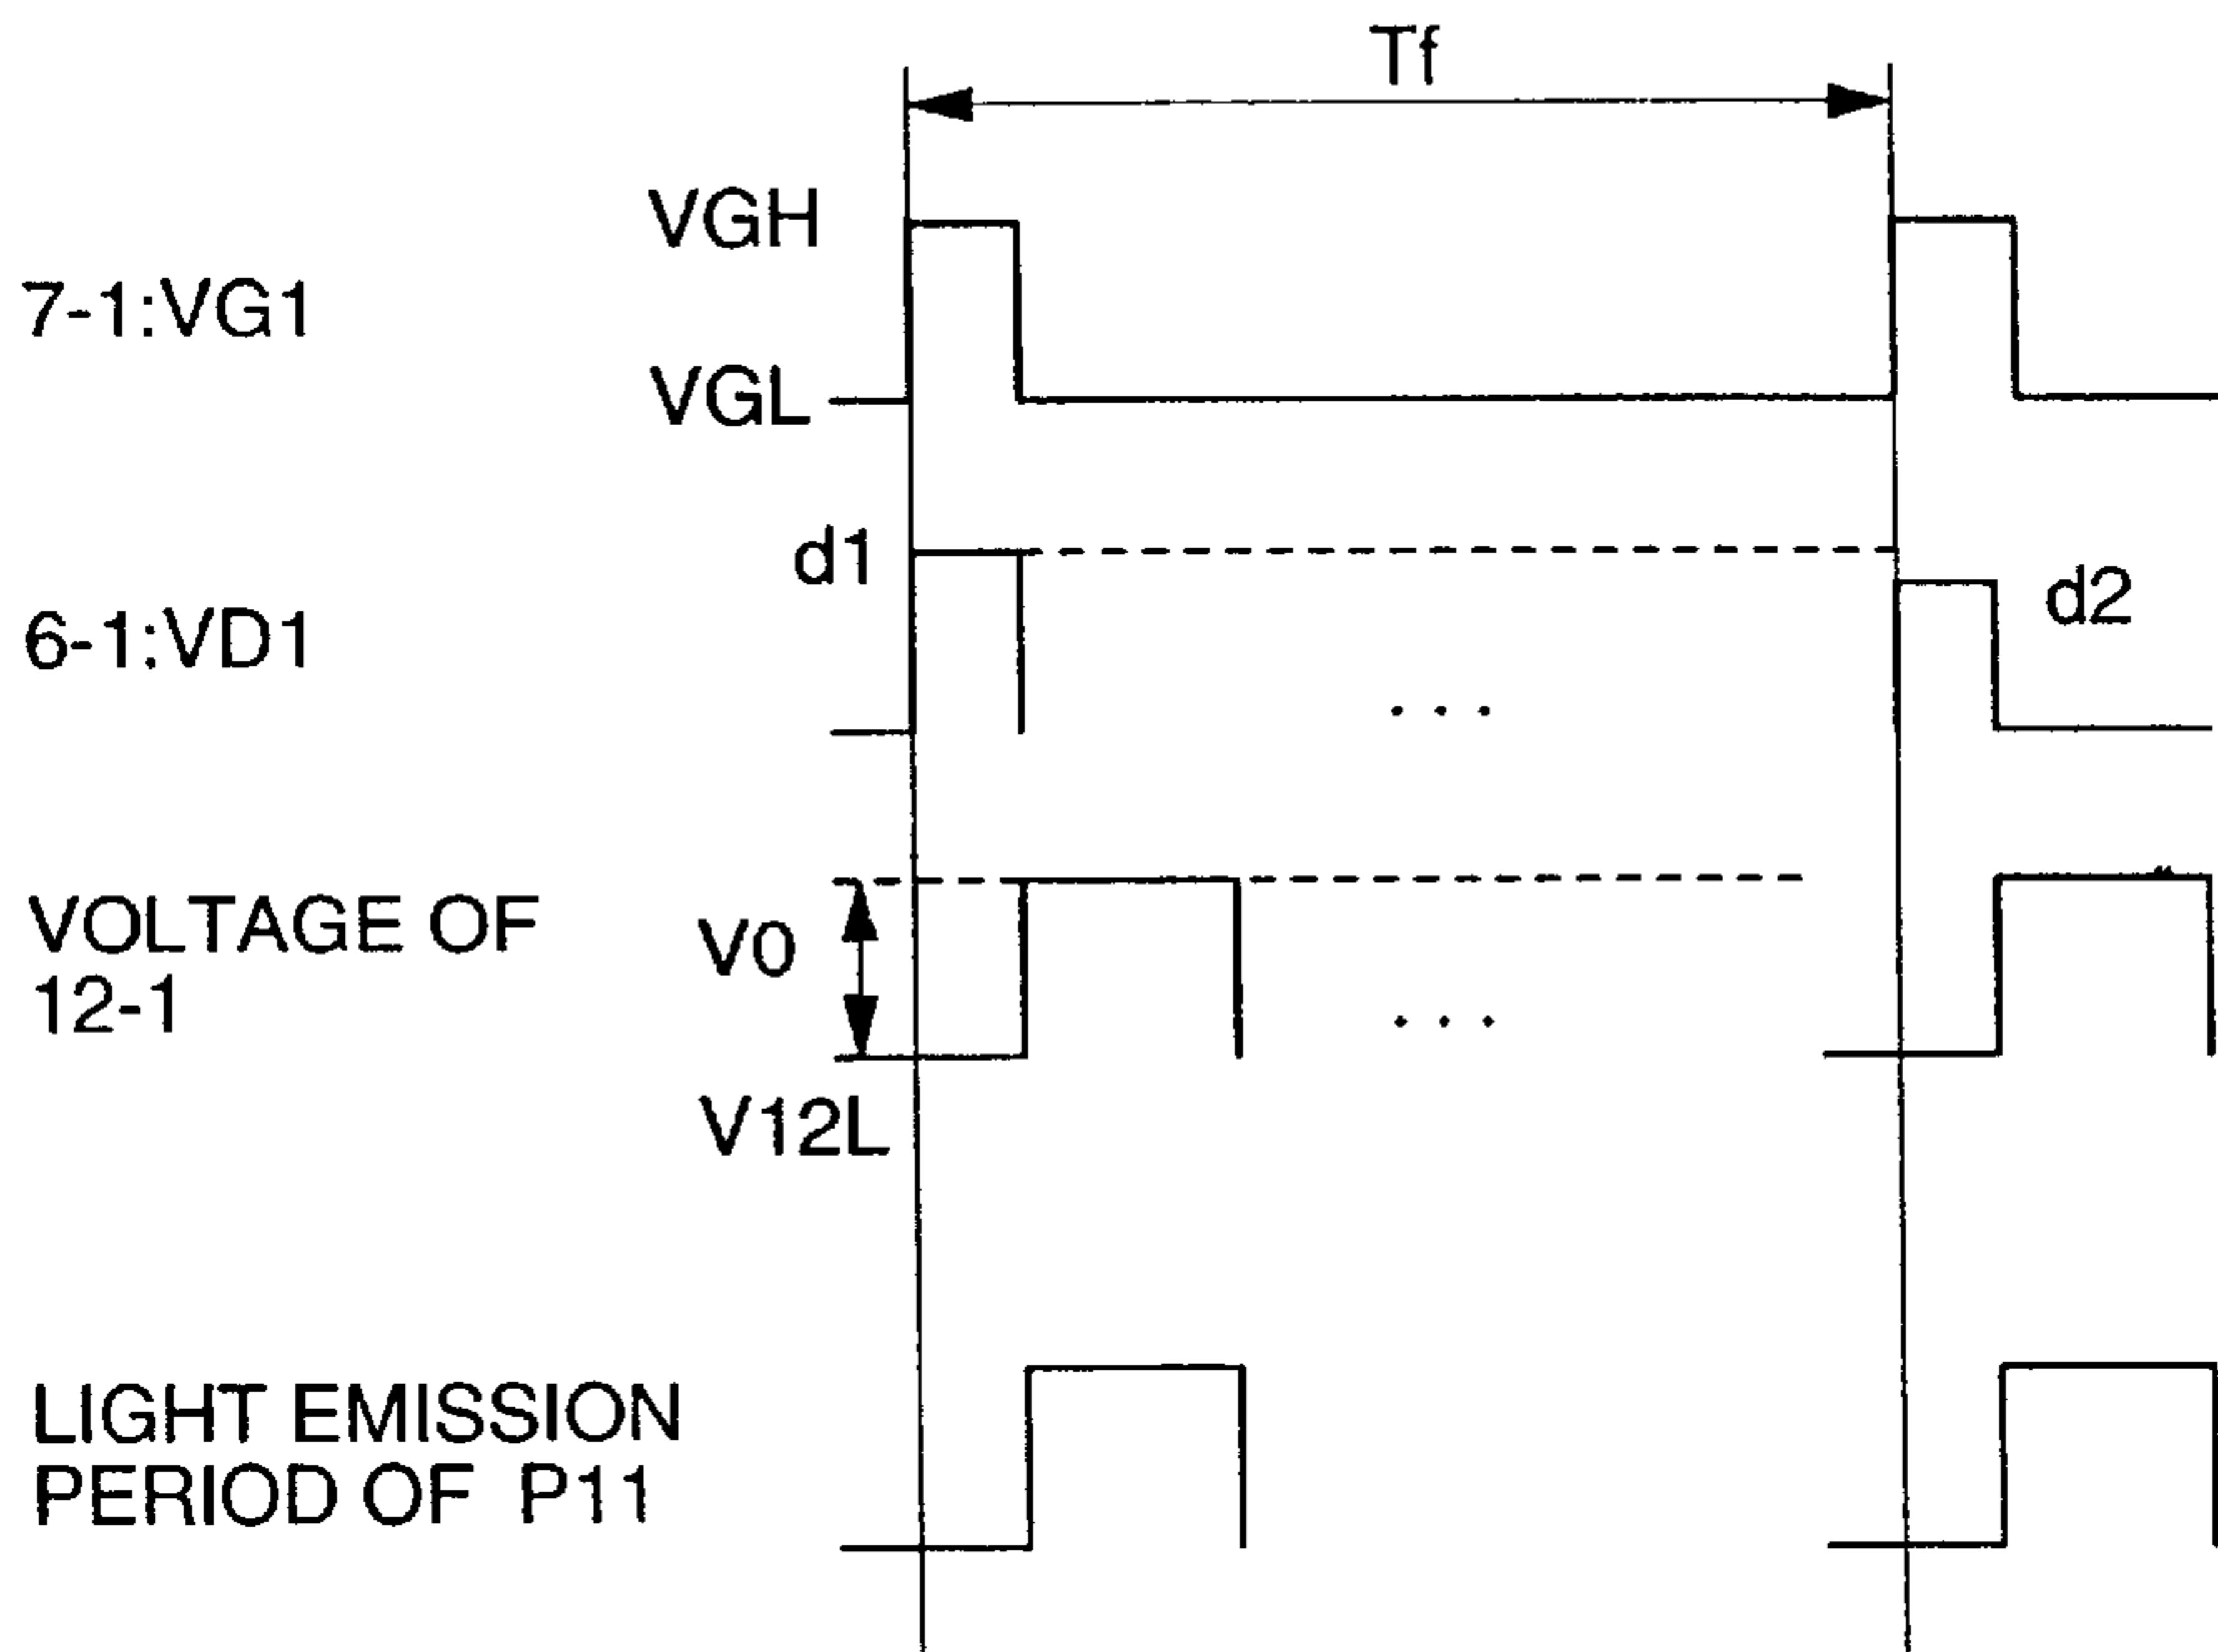 Tf
VGH
7-1:VG1
VGL
d1
d2
6-1:VD1
. . .
VOLTAGE OF
12-1
V0
. . .
V12L
LIGHT EMISSION
PERIOD OF P11